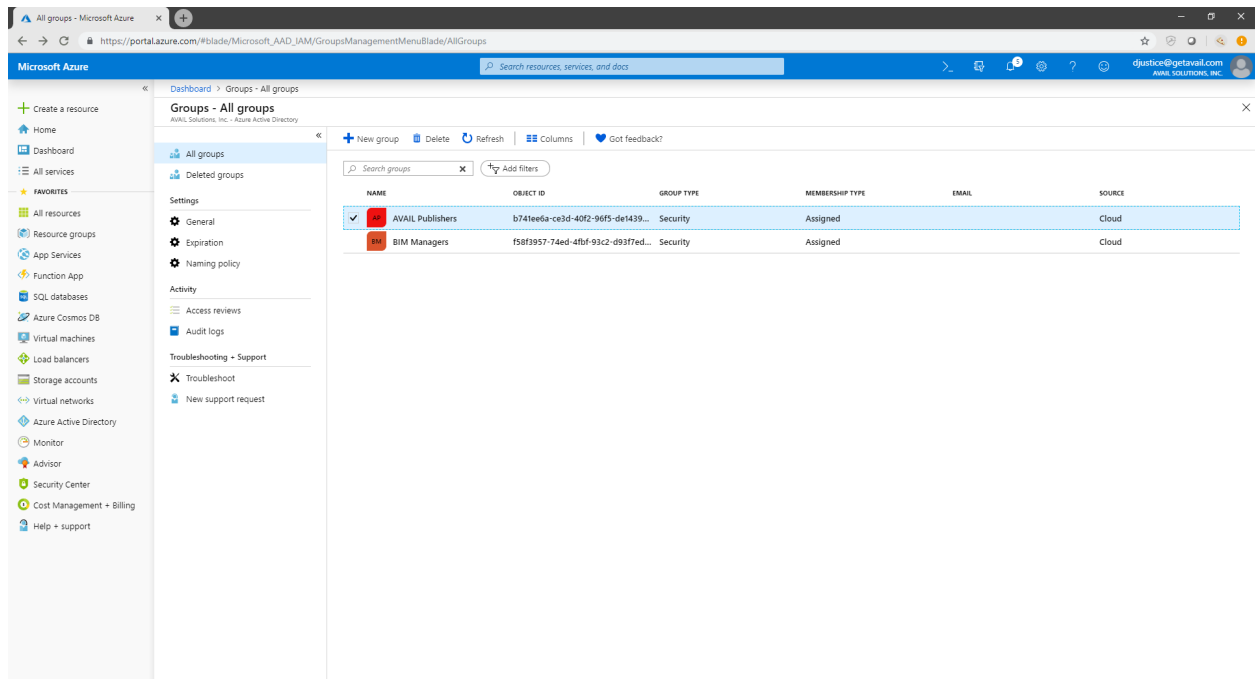 All groups - Microsoft Azure
https://portal.azure.com/#blade/Microsoft_AAD_IAM/GroupsManagementMenuBlade/AllGroups
Microsoft Azure
Search resources, services, and docs
5
djustice@getavail.com
AVAIL SOLUTIONS, INC.
Create a resource
Home
Dashboard
All services
FAVORITES
All resources
Resource groups
App Services
Function App
SQL databases
Azure Cosmos DB
Virtual machines
Load balancers
Storage accounts
Virtual networks
Azure Active Directory
Monitor
Advisor
Security Center
Cost Management + Billing
Help + support
Dashboard > Groups - All groups
Groups - All groups
AVAIL Solutions, Inc. - Azure Active Directory
All groups
Deleted groups
Settings
General
Expiration
Naming policy
Activity
Access reviews
Audit logs
Troubleshooting + Support
Troubleshoot
New support request
New group Delete Refresh Columns Got feedback?
Search groups Add filters
NAME OBJECT ID GROUP TYPE MEMBERSHIP TYPE EMAIL SOURCE
AP AVAIL Publishers b741ee6a-ce3d-40f2-96f5-de1439... Security Assigned Cloud
BM BIM Managers f58f3957-74ed-4fbf-93c2-d93f7ed... Security Assigned Cloud